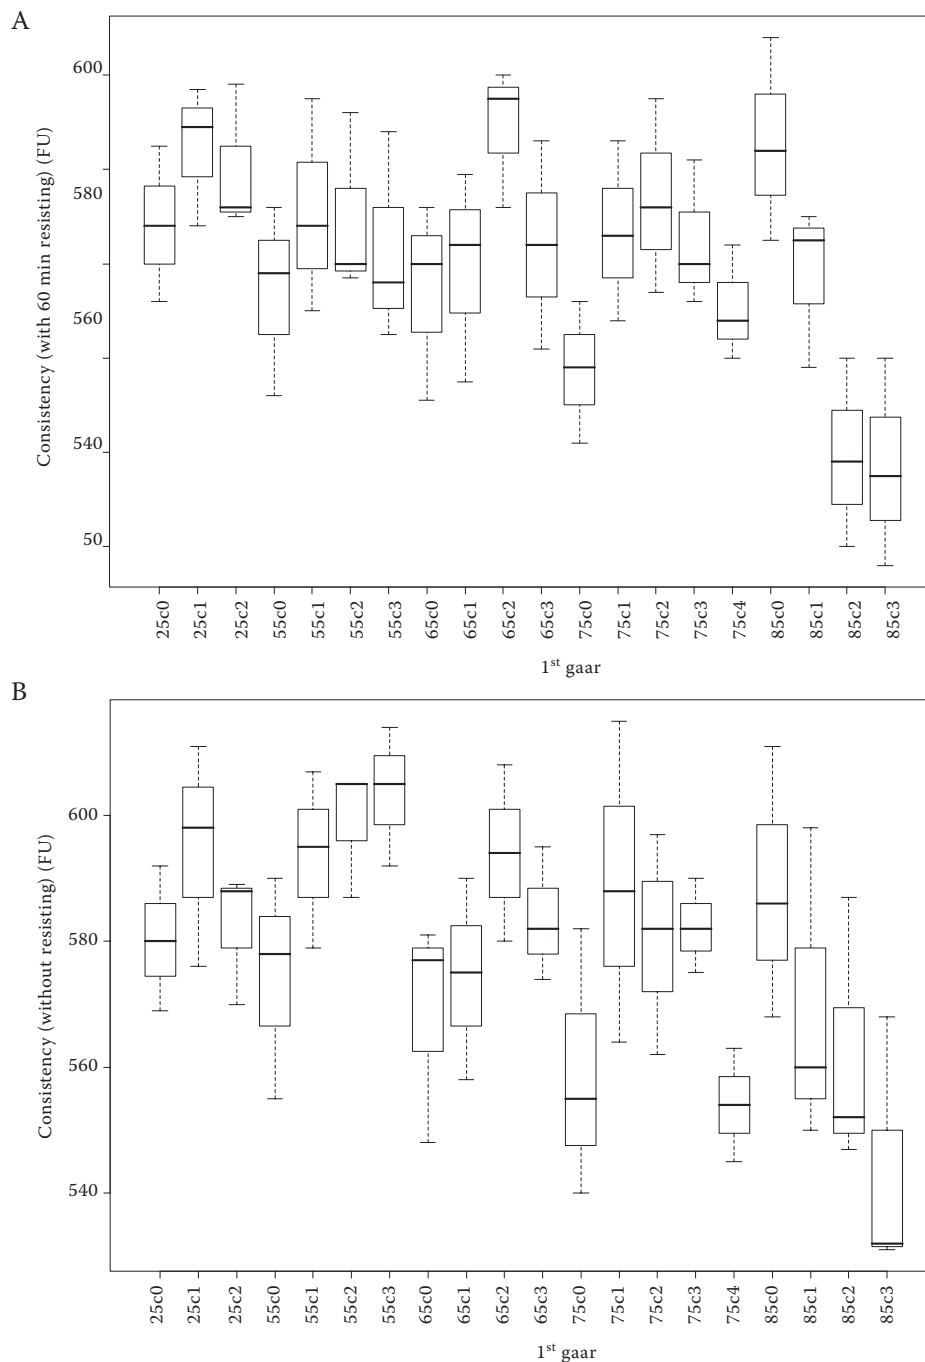 A
Consistency (with 60 min resisting) (FU)
600
580
560
540
50
25c0 25c1 25c2 55c0 55c1 55c2 55c3 65c0 65c1 65c2 65c3 75c0 75c1 75c2 75c3 75c4 85c0 85c1 85c2 85c3
1st gaar
B
Consistency (without resisting) (FU)
600
580
560
540
25c0 25c1 25c2 55c0 55c1 55c2 55c3 65c0 65c1 65c2 65c3 75c0 75c1 75c2 75c3 75c4 85c0 85c1 85c2 85c3
1st gaar